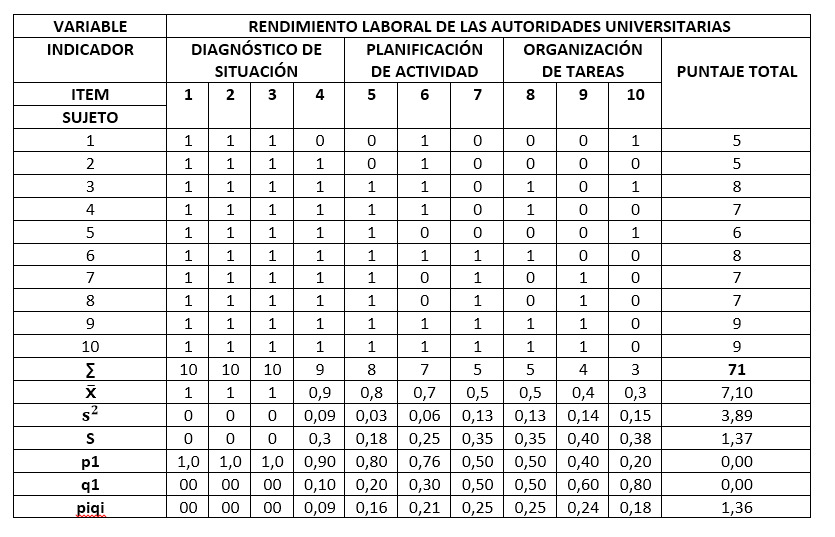 VARIABLE RENDIMIENTO LABORAL DE LAS AUTORIDADES UNIVERSITARIAS
INDICADOR DIAGNÓSTICO DE PLANIFICACIÓN ORGANIZACIÓN
SITUACIÓN DE ACTIVIDAD DE TAREAS PUNTAJE TOTAL
ITEM 1 2 3 4 5 6 7 8 9 10
SUJETO
1 1 1 1 0 0 1 0 0 0 1 5
2 1 1 1 1 0 1 0 0 0 0 5
3 1 1 1 1 1 1 0 1 0 1 8
4 1 1 1 1 1 1 0 1 0 0 7
5 1 1 1 1 1 0 0 0 0 1 6
6 1 1 1 1 1 1 1 1 0 0 8
7 1 1 1 1 1 0 1 0 1 0 7
8 1 1 1 1 1 0 1 0 1 0 7
9 1 1 1 1 1 1 1 1 1 0 9
10 1 1 1 1 1 1 1 1 1 0 9
∑ 10 10 10 9 8 7 5 5 4 3 71
x̄ 1 1 1 0,9 0,8 0,7 0,5 0,5 0,4 0,3 7,10
s² 0 0 0 0,09 0,03 0,06 0,13 0,13 0,14 0,15 3,89
S 0 0 0 0,3 0,18 0,25 0,35 0,35 0,40 0,38 1,37
p1 1,0 1,0 1,0 0,90 0,80 0,76 0,50 0,50 0,40 0,20 0,00
q1 00 00 00 0,10 0,20 0,30 0,50 0,50 0,60 0,80 0,00
piqi 00 00 00 0,09 0,16 0,21 0,25 0,25 0,24 0,18 1,36